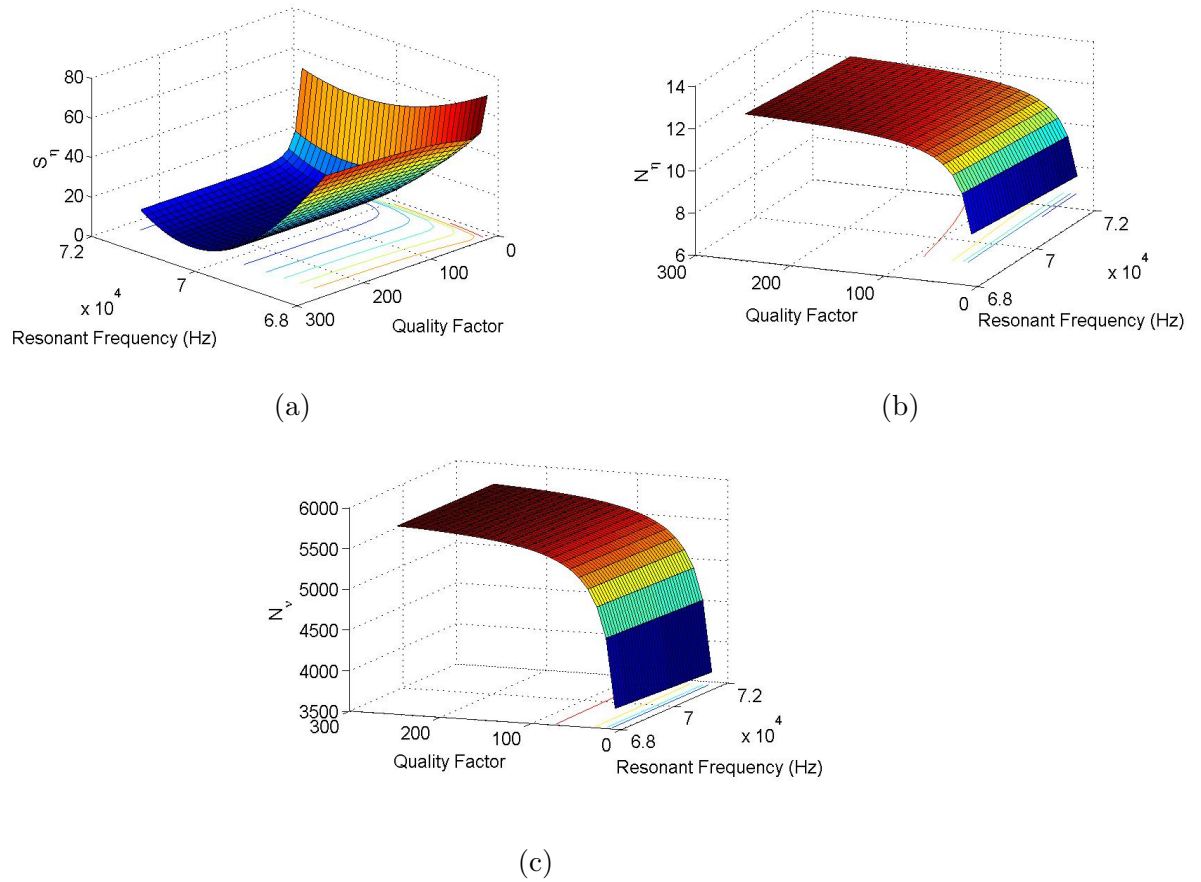 80
60
40
20
0
S η
7.2
7
6.8
x 10 4
Resonant Frequency (Hz)
300
200
100
0
Quality Factor
(a)
14
12
10
8
6
N η
300
200
100
0
Quality Factor
6.8
7
7.2
x 10 4
Resonant Frequency (Hz)
(b)
6000
5500
5000
4500
4000
3500
N ν
300
200
100
0
Quality Factor
6.8
7
7.2
x 10 4
Resonant Frequency (Hz)
(c)